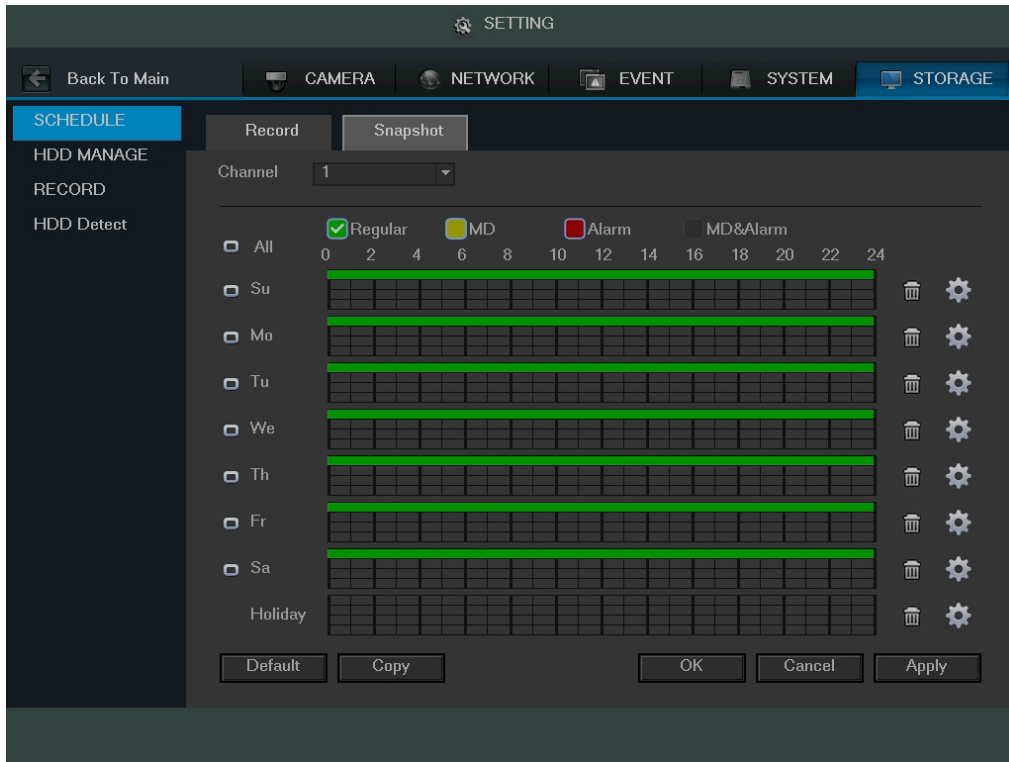 SETTING
Back To Main CAMERA NETWORK EVENT SYSTEM STORAGE
SCHEDULE
HDD MANAGE
RECORD
HDD Detect
Record Snapshot
Channel 1
Regular MD Alarm MD&Alarm
All 0 2 4 6 8 10 12 14 16 18 20 22 24
Su
Mo
Tu
We
Th
Fr
Sa
Holiday
Default Copy OK Cancel Apply